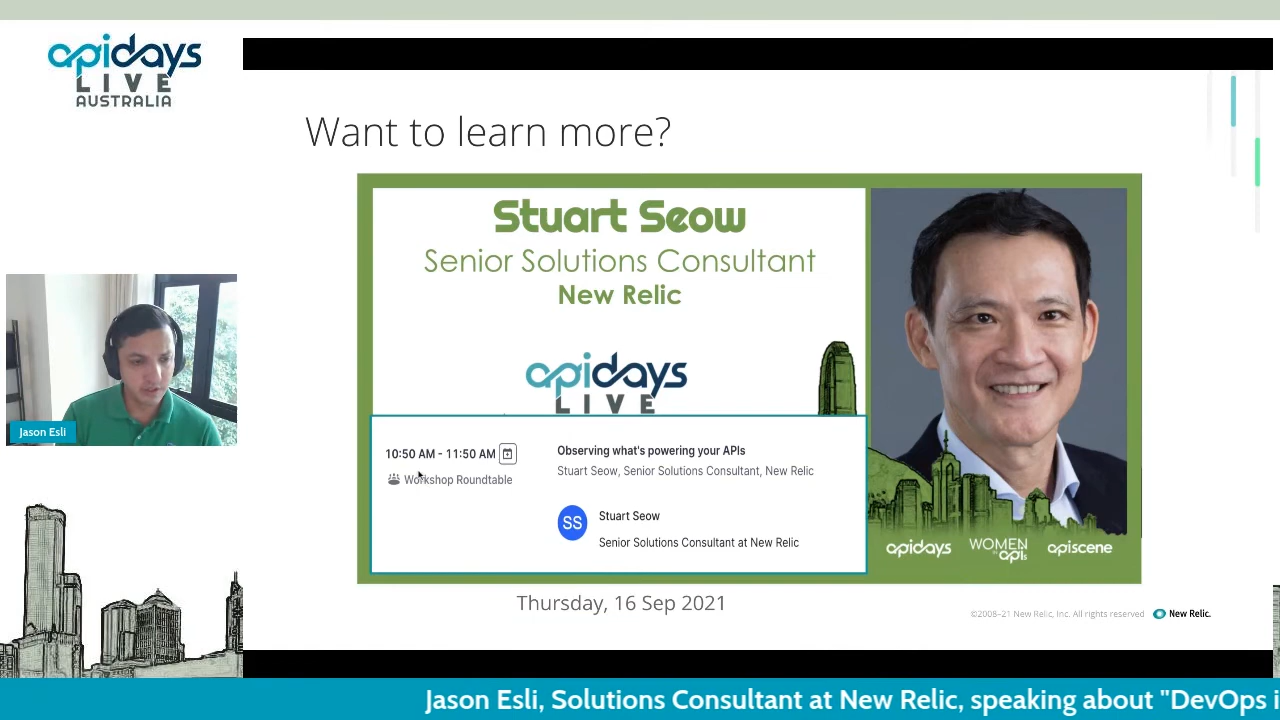 apidays
LIVE
AUSTRALIA
Want to learn more?
Stuart Seow
Senior Solutions Consultant
New Relic
apidays
LIVE
10:50 AM - 11:50 AM
Workshop Roundtable
Observing what's powering your APIs
Stuart Seow, Senior Solutions Consultant, New Relic
SS
Stuart Seow
Senior Solutions Consultant at New Relic
apidays
WOMEN
in apis
apiscene
Thursday, 16 Sep 2021
©2008–21 New Relic, Inc. All rights reserved
New Relic.
Jason Esli
Jason Esli, Solutions Consultant at New Relic, speaking about "DevOps i